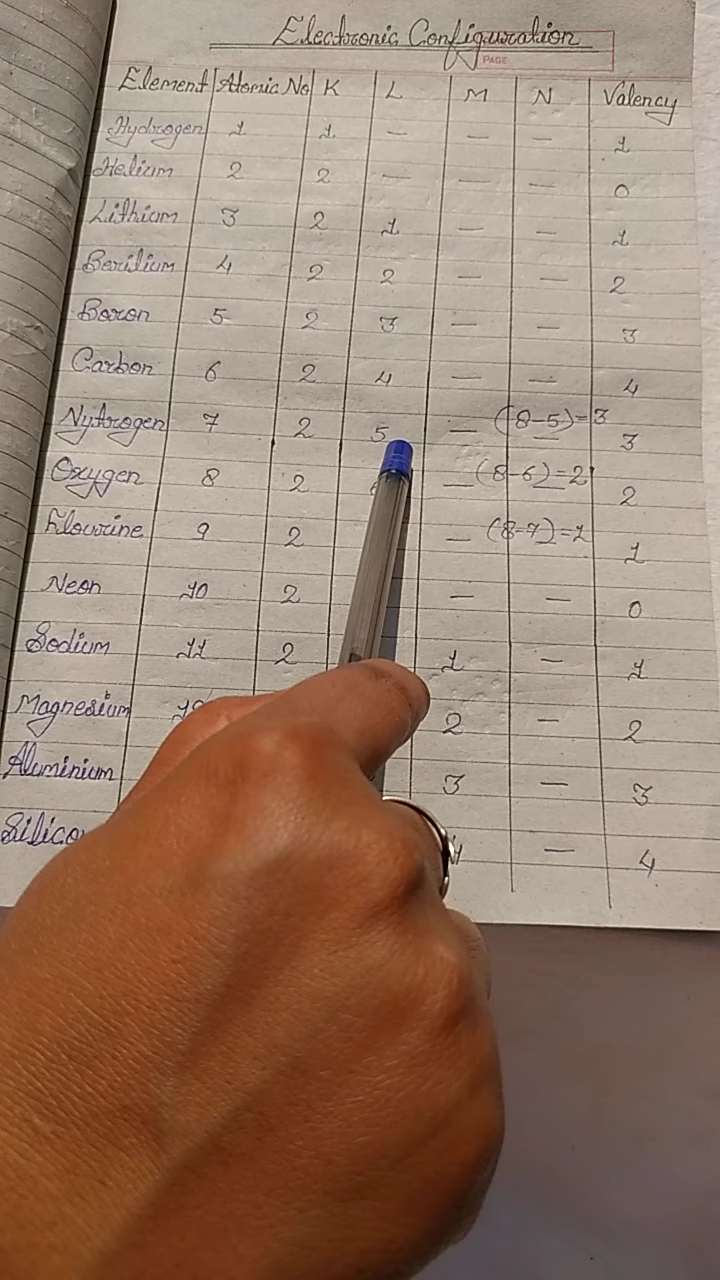 Electronic Configuration
PAGE
Element Atomic No K L M N Valency
Hydrogen 1 1 — — — 1
Helium 2 2 — — — 0
Lithium 3 2 1 — — 1
Berilium 4 2 2 — — 2
Boron 5 2 3 — — 3
Carbon 6 2 4 — — 4
Nytrogen 7 2 5 — — (8-5)=3 3
Oxygen 8 2 — — (8-6)=2 2
Flourine 9 2 — — (8-7)=1 1
Neon 10 2 — — 0
Sodium 11 2 1 — 1
Magnesium 2 — 2
Aluminium 3 — 3
4 — 4